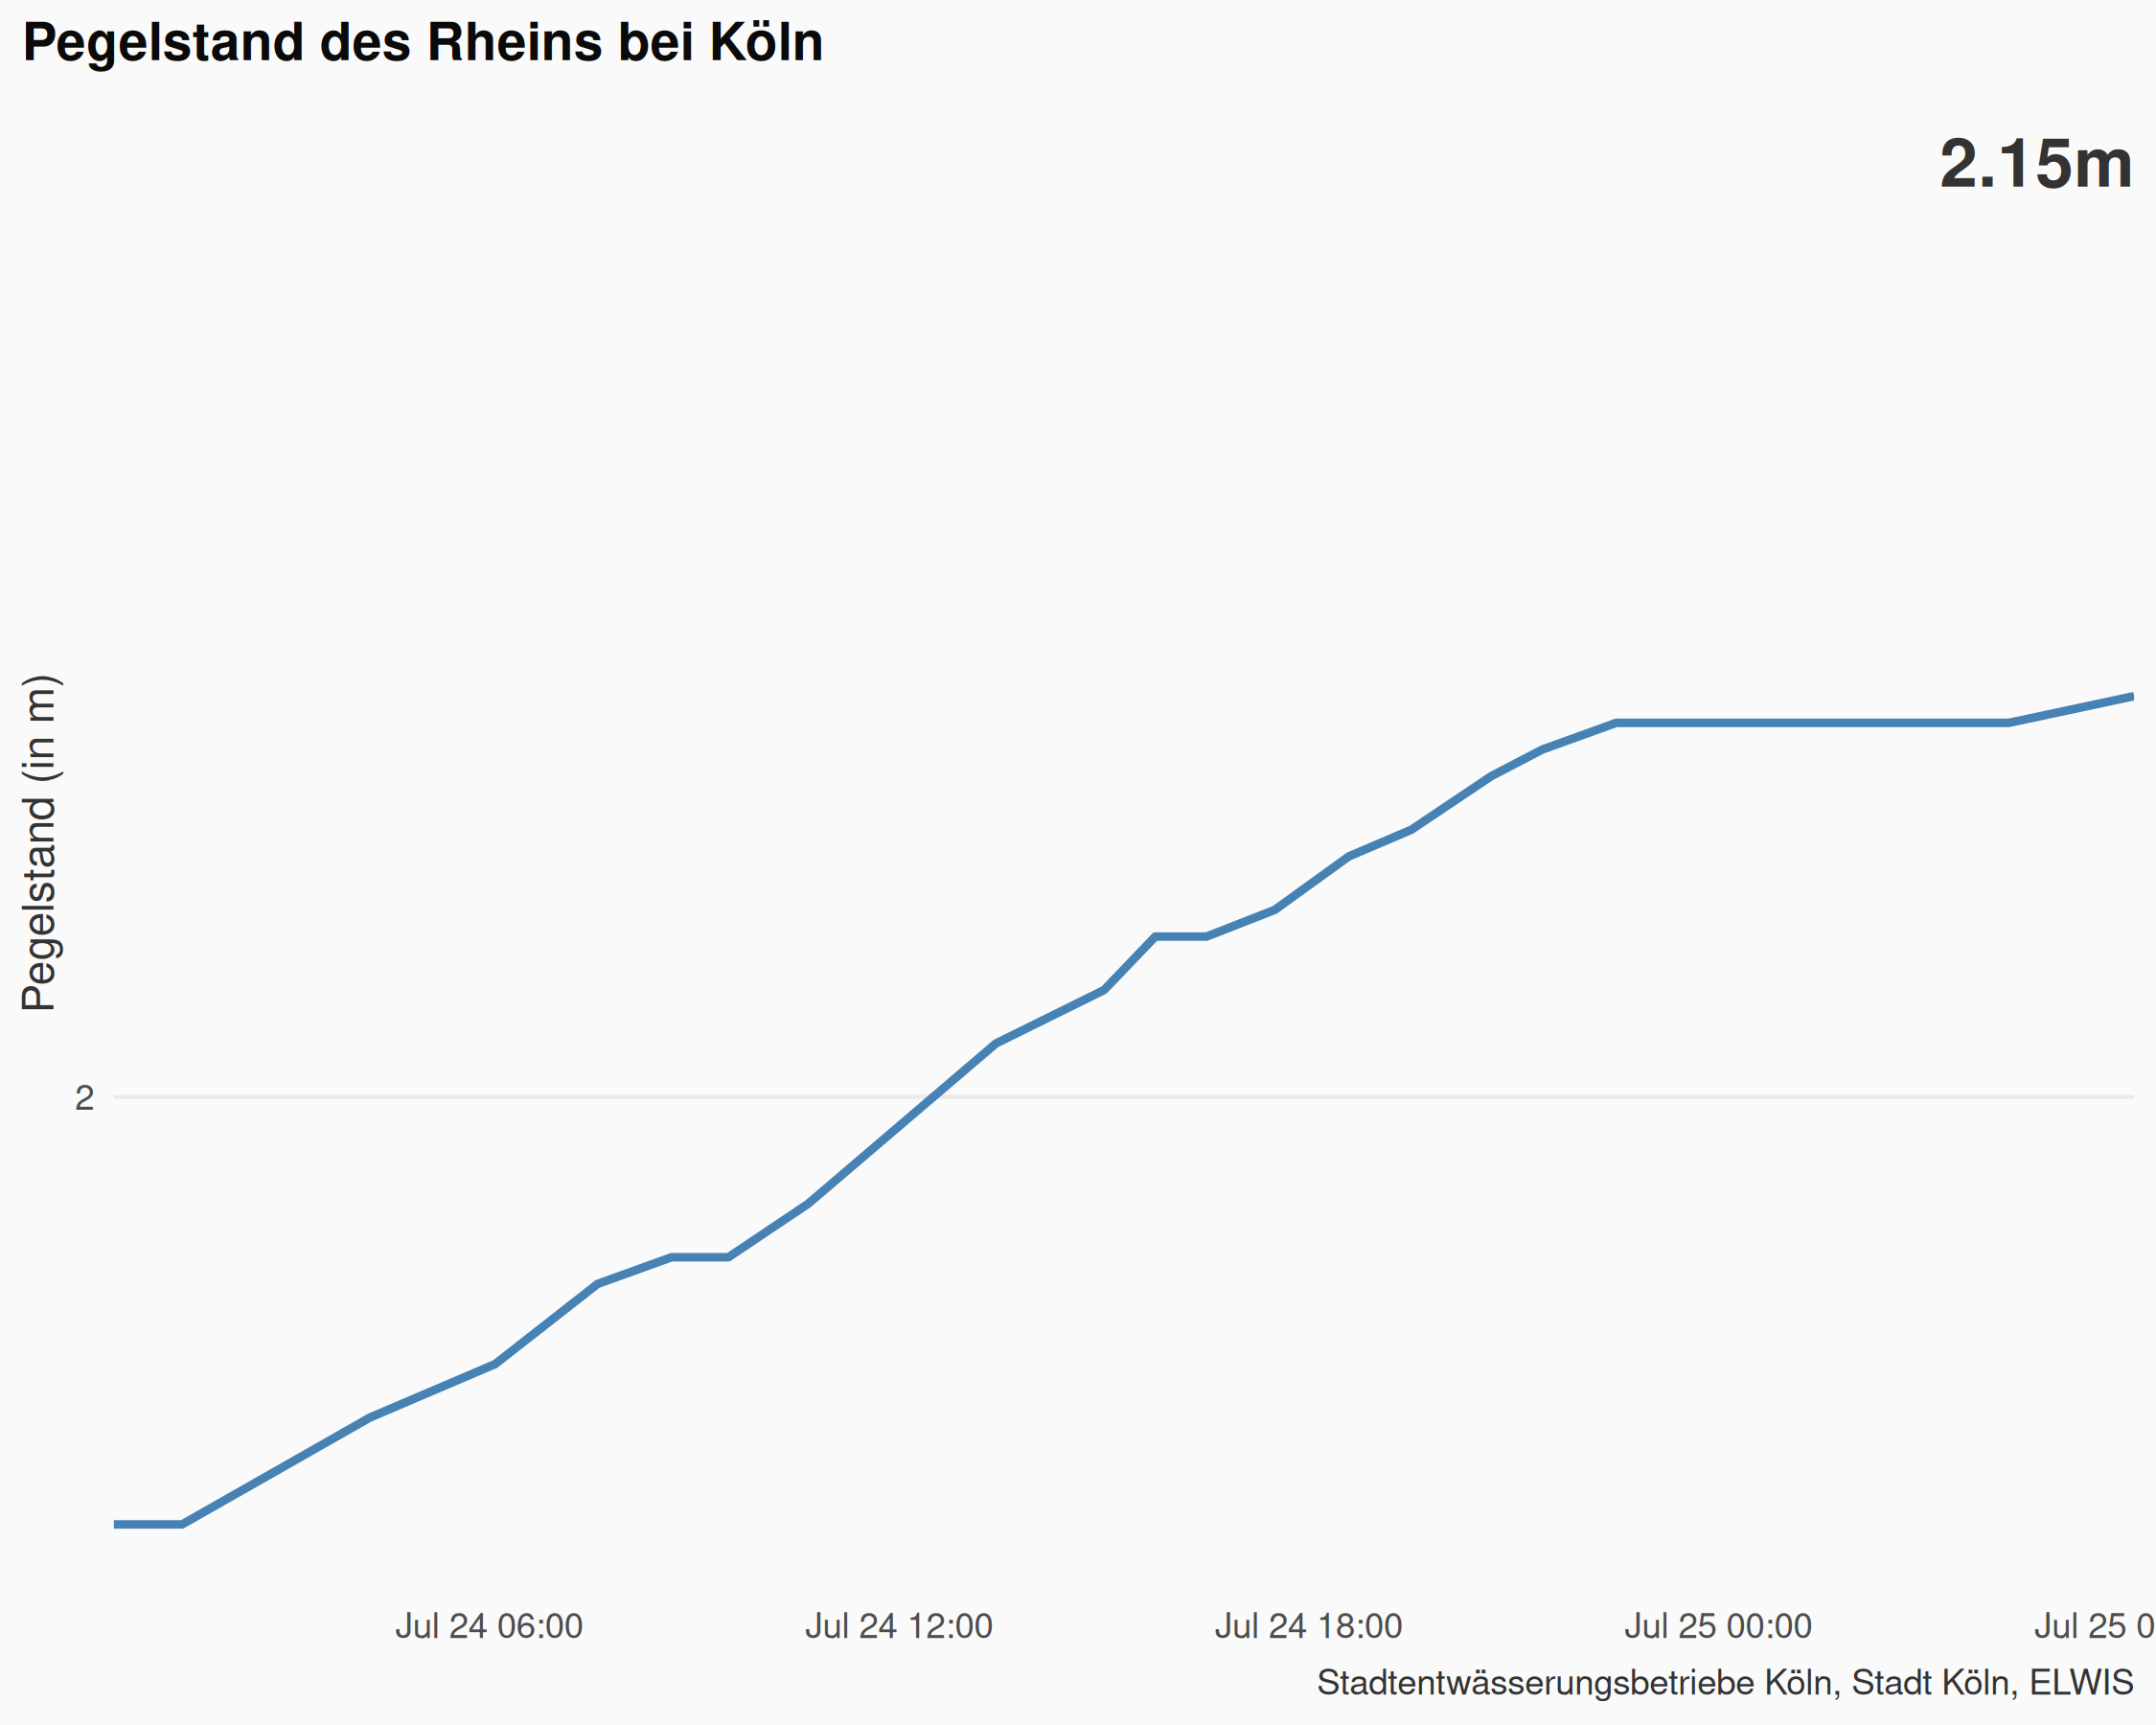 Pegelstand des Rheins bei Köln
2.15m
Pegelstand (in m)
2
Jul 24 06:00 Jul 24 12:00 Jul 24 18:00 Jul 25 00:00 Jul 25 0
Stadtentwässerungsbetriebe Köln, Stadt Köln, ELWIS